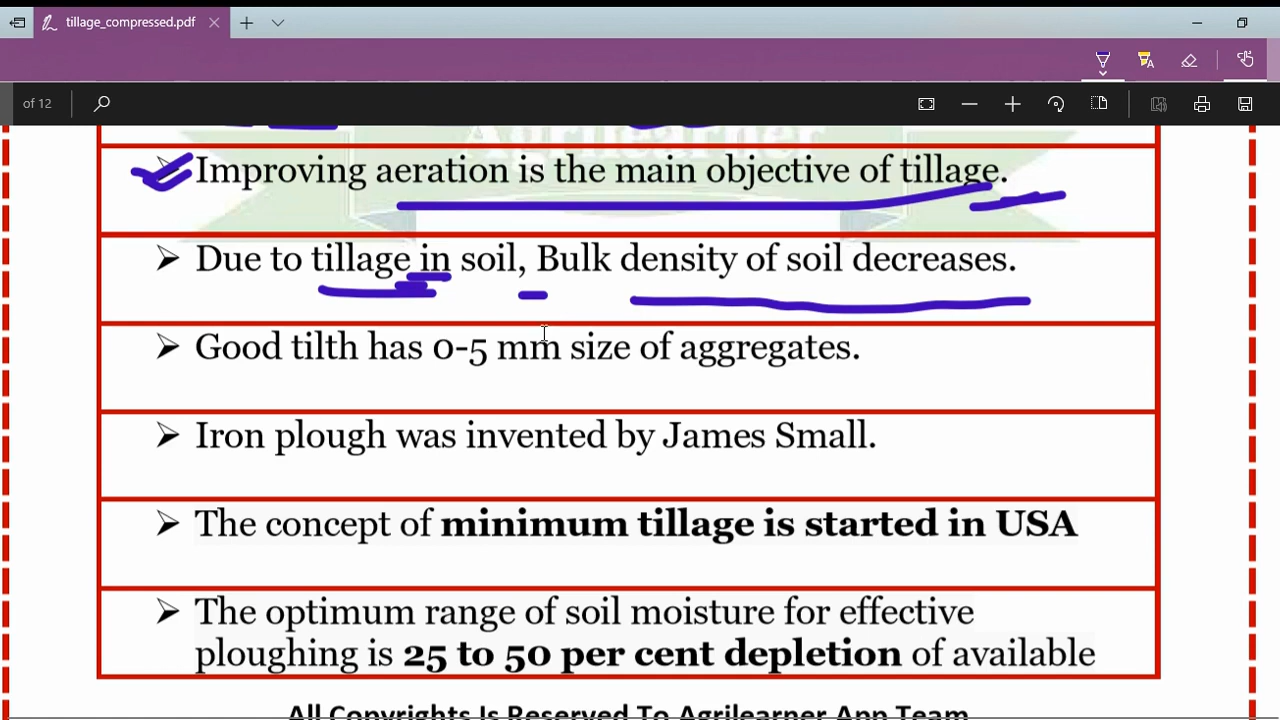 tillage_compressed.pdf
of 12
Agrilearner
➢ Improving aeration is the main objective of tillage.
➢ Due to tillage in soil, Bulk density of soil decreases.
➢ Good tilth has 0-5 mm size of aggregates.
➢ Iron plough was invented by James Small.
➢ The concept of minimum tillage is started in USA
➢ The optimum range of soil moisture for effective
ploughing is 25 to 50 per cent depletion of available
All Copyrights Is Reserved To Agrilearner App Team